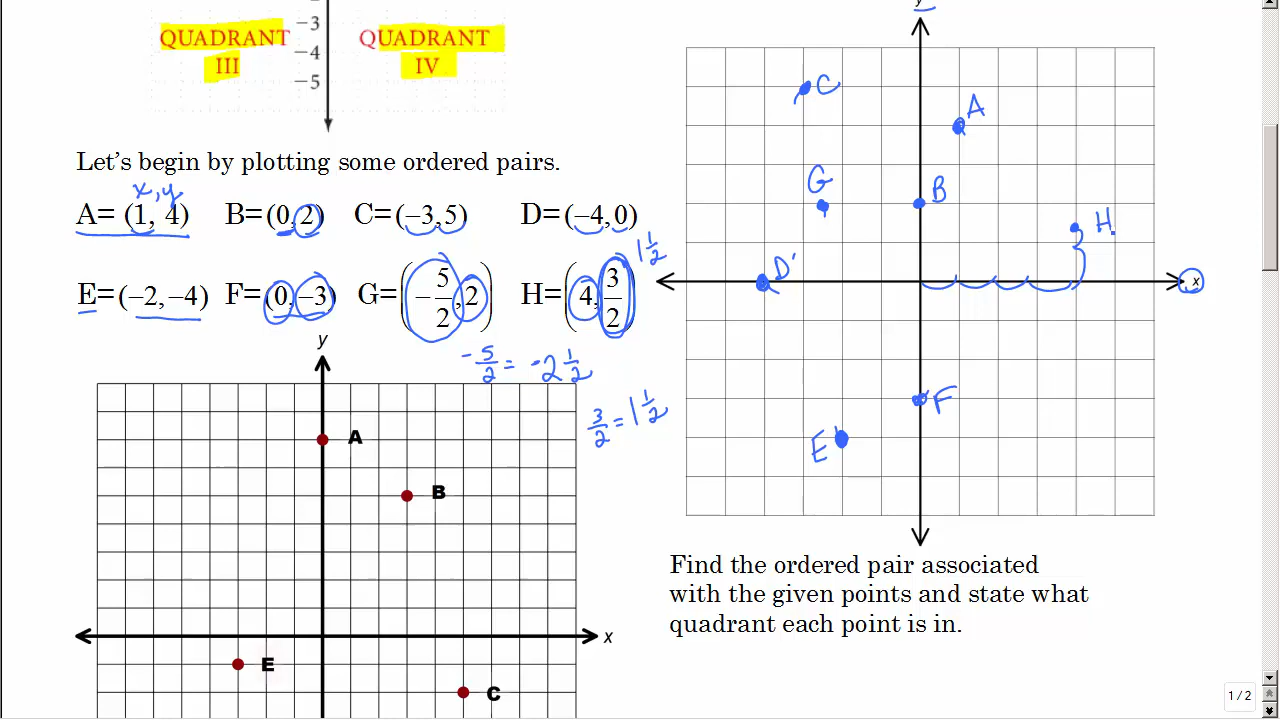 −3
QUADRANT QUADRANT
−4
III IV
−5
Let's begin by plotting some ordered pairs.
x, y
A= (1, 4) B=(0,2) C=(−3,5) D=(−4,0)
1 1/2
E=(−2,−4) F=(0,−3) G=(−5/2,2) H=(4,3/2)
-5/2 = -2 1/2
3/2 = 1 1/2
y
A
B
x
E
C
y
C
A
G
B
H
D
x
F
E
Find the ordered pair associated
with the given points and state what
quadrant each point is in.
1 / 2